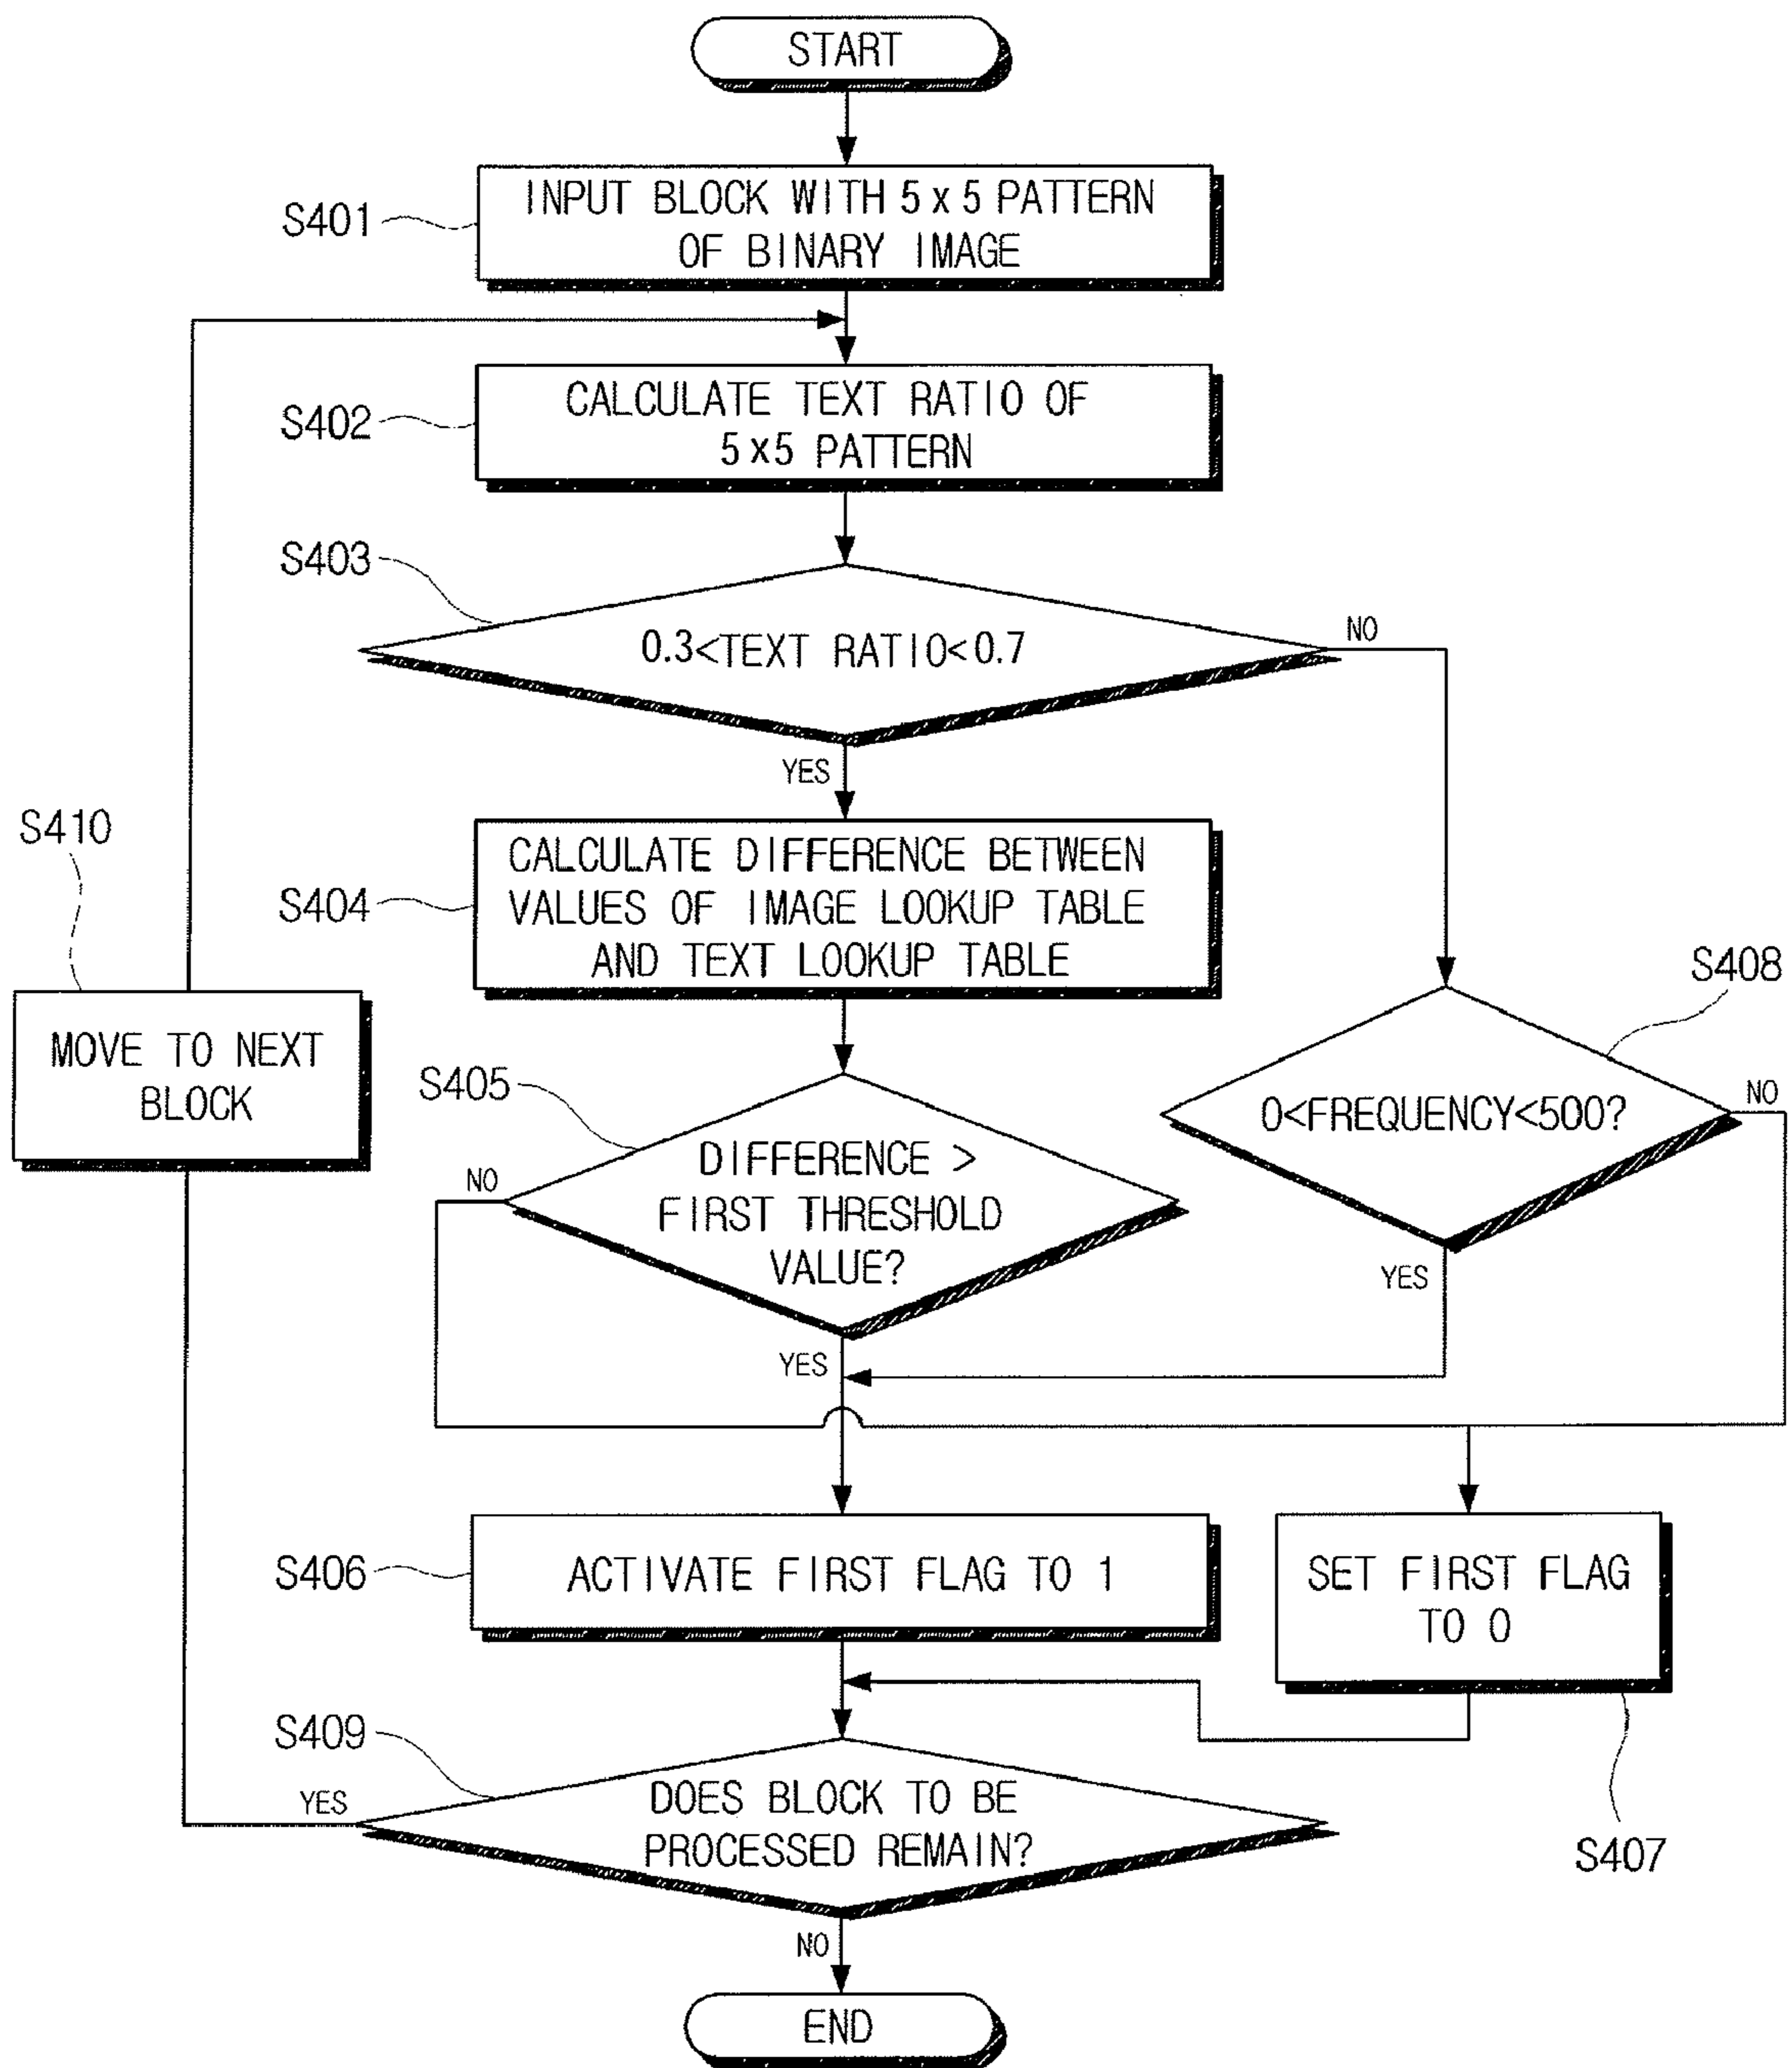 START
S401
INPUT BLOCK WITH 5 x 5 PATTERN
OF BINARY IMAGE
S402
CALCULATE TEXT RATIO OF
5x5 PATTERN
S403
0.3<TEXT RATIO<0.7
NO
YES
S410
MOVE TO NEXT
BLOCK
S404
CALCULATE DIFFERENCE BETWEEN
VALUES OF IMAGE LOOKUP TABLE
AND TEXT LOOKUP TABLE
S408
0<FREQUENCY<500?
NO
YES
S405
DIFFERENCE >
FIRST THRESHOLD
VALUE?
NO
YES
S406
ACTIVATE FIRST FLAG TO 1
SET FIRST FLAG
TO 0
S407
S409
DOES BLOCK TO BE
PROCESSED REMAIN?
YES
NO
END